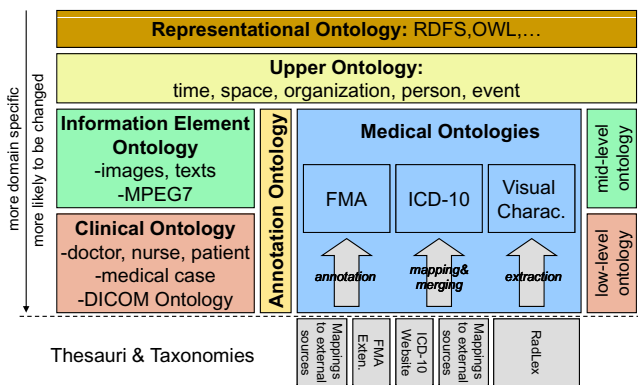 Representational Ontology: RDFS,OWL,…
Upper Ontology:
time, space, organization, person, event
more domain specific
more likely to be changed
Information Element
Ontology
-images, texts
-MPEG7
Clinical Ontology
-doctor, nurse, patient
-medical case
-DICOM Ontology
Annotation Ontology
Medical Ontologies
FMA
ICD-10
Visual
Charac.
annotation
mapping&
merging
extraction
mid-level
ontology
low-level
ontology
Thesauri & Taxonomies
Mappings
to external
sources
FMA
Exten.
ICD-10
Website
Mappings
to external
sources
RadLex